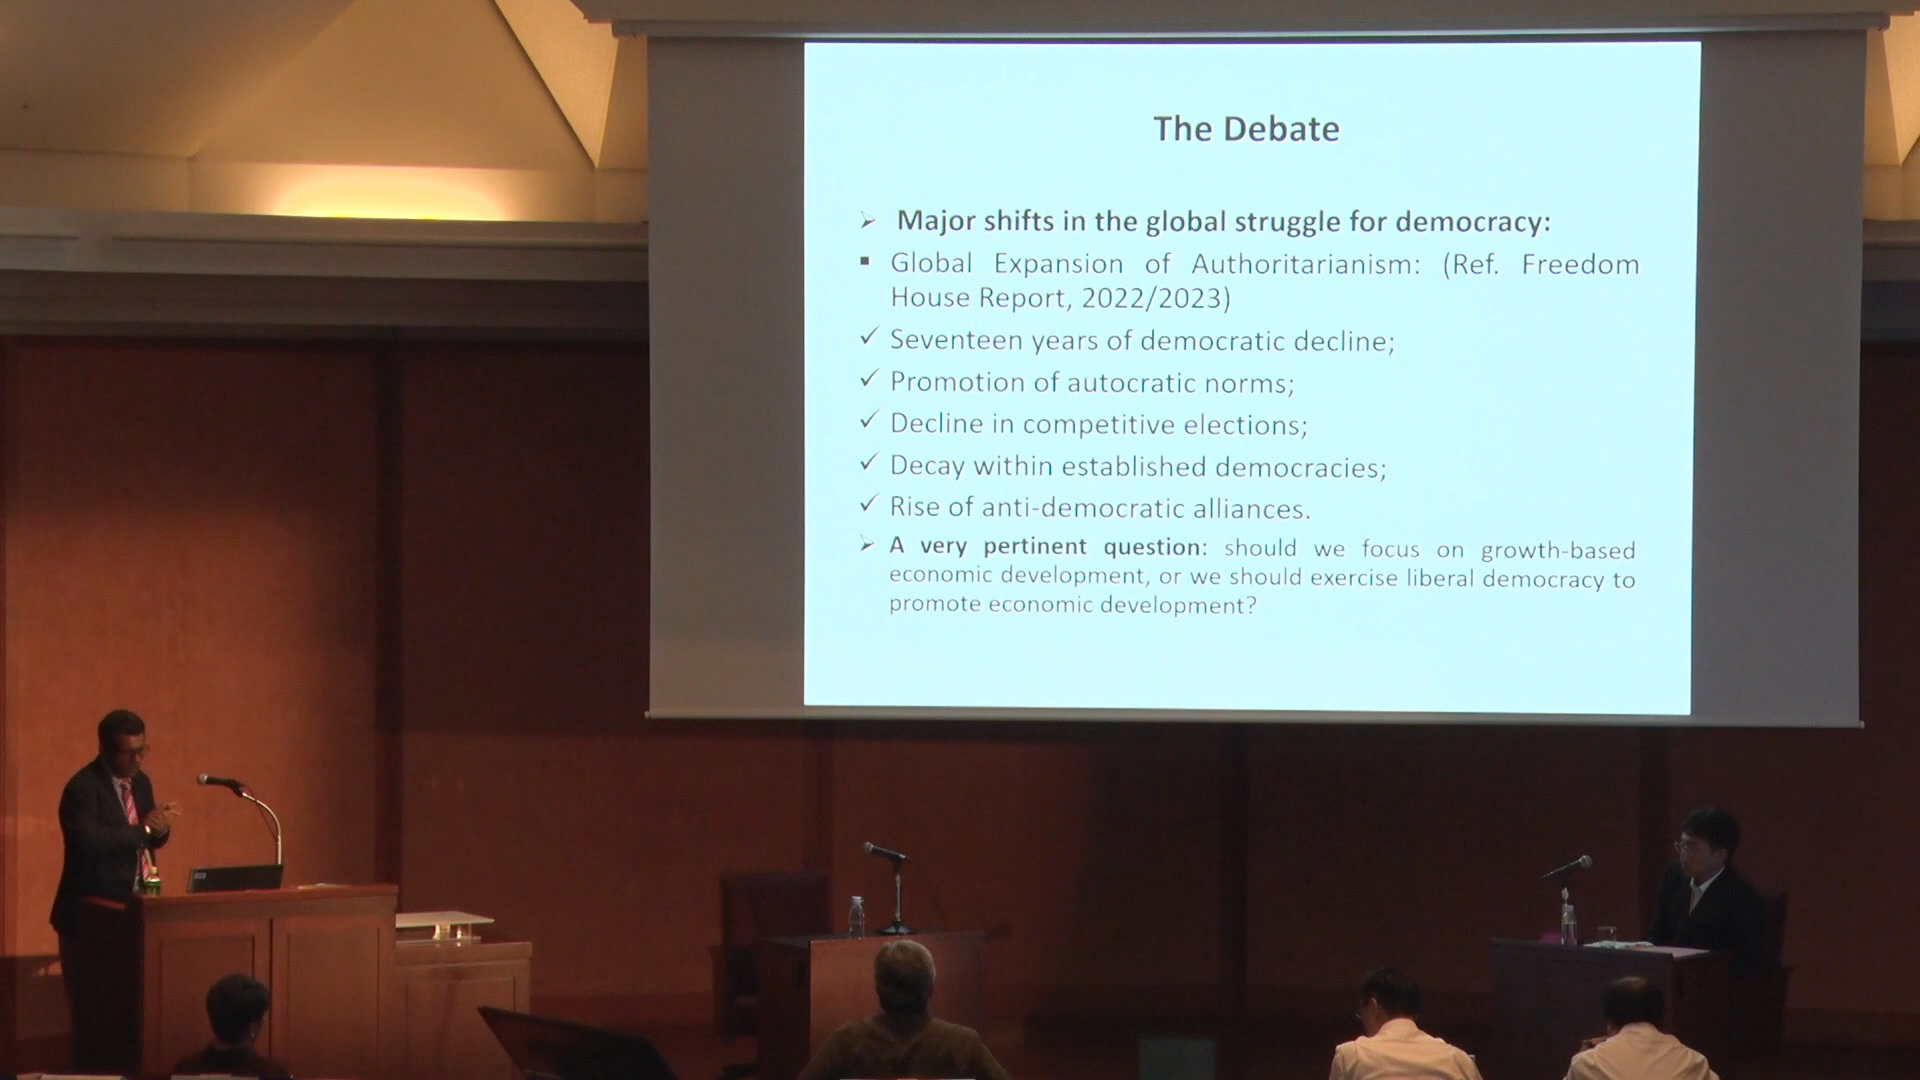 The Debate
➢ Major shifts in the global struggle for democracy:
▪ Global Expansion of Authoritarianism: (Ref. Freedom
House Report, 2022/2023)
✓ Seventeen years of democratic decline;
✓ Promotion of autocratic norms;
✓ Decline in competitive elections;
✓ Decay within established democracies;
✓ Rise of anti-democratic alliances.
➢ A very pertinent question: should we focus on growth-based
economic development, or we should exercise liberal democracy to
promote economic development?